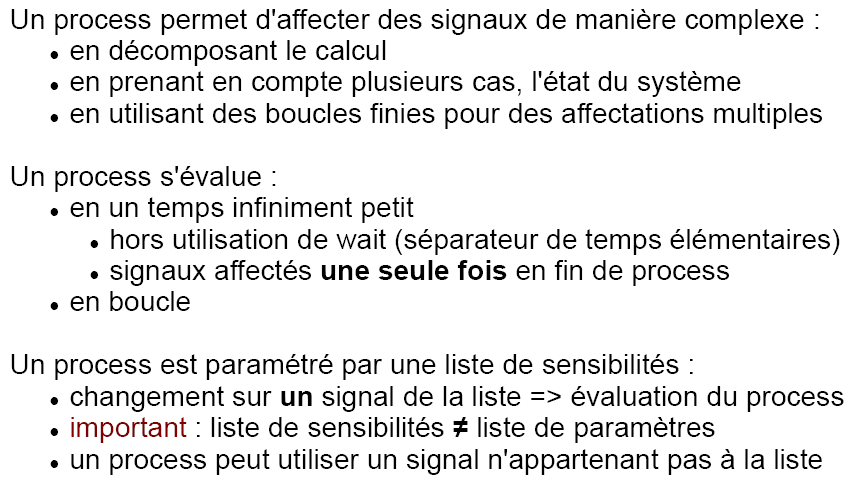 Un process permet d'affecter des signaux de manière complexe :
• en décomposant le calcul
• en prenant en compte plusieurs cas, l'état du système
• en utilisant des boucles finies pour des affectations multiples
Un process s'évalue :
• en un temps infiniment petit
• hors utilisation de wait (séparateur de temps élémentaires)
• signaux affectés une seule fois en fin de process
• en boucle
Un process est paramétré par une liste de sensibilités :
• changement sur un signal de la liste => évaluation du process
• important : liste de sensibilités ≠ liste de paramètres
• un process peut utiliser un signal n'appartenant pas à la liste